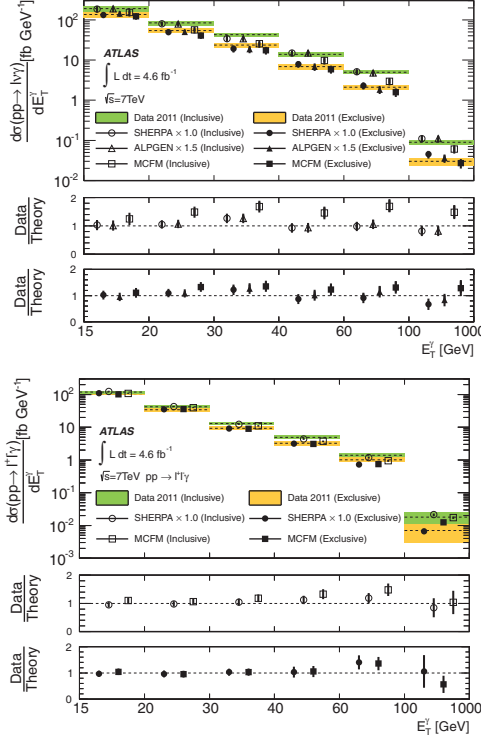 dσ(pp→ lνγ)/dE_T^γ [fb GeV⁻¹]
10²
10
1
10⁻¹
10⁻²
ATLAS
∫ L dt = 4.6 fb⁻¹
√s=7TeV
Data 2011 (Inclusive) Data 2011 (Exclusive)
SHERPA × 1.0 (Inclusive) SHERPA × 1.0 (Exclusive)
ALPGEN × 1.5 (Inclusive) ALPGEN × 1.5 (Exclusive)
MCFM (Inclusive) MCFM (Exclusive)
Data/Theory
2
1
0
Data/Theory
2
1
0
15 20 30 40 60 100 1000
E_T^γ [GeV]
dσ(pp→ l⁺l⁻γ)/dE_T^γ [fb GeV⁻¹]
10²
10
1
10⁻¹
10⁻²
10⁻³
ATLAS
∫ L dt = 4.6 fb⁻¹
√s=7TeV pp → l⁺l⁻γ
Data 2011 (Inclusive) Data 2011 (Exclusive)
SHERPA × 1.0 (Inclusive) SHERPA × 1.0 (Exclusive)
MCFM (Inclusive) MCFM (Exclusive)
Data/Theory
2
1
0
Data/Theory
2
1
0
15 20 30 40 60 100 1000
E_T^γ [GeV]